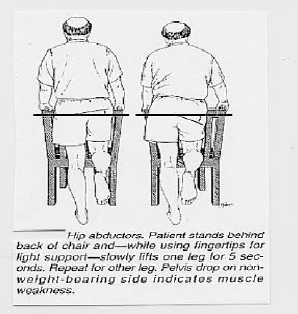 Hip abductors. Patient stands behind
back of chair and—while using fingertips for
light support—slowly lifts one leg for 5 sec-
onds. Repeat for other leg. Pelvis drop on non-
weight-bearing side indicates muscle
weakness.